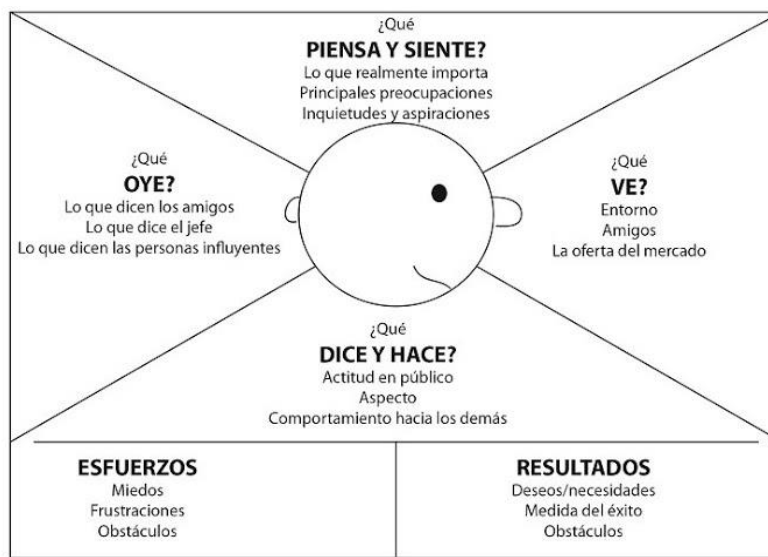 ¿Qué
PIENSA Y SIENTE?
Lo que realmente importa
Principales preocupaciones
Inquietudes y aspiraciones
¿Qué
OYE?
Lo que dicen los amigos
Lo que dice el jefe
Lo que dicen las personas influyentes
¿Qué
VE?
Entorno
Amigos
La oferta del mercado
¿Qué
DICE Y HACE?
Actitud en público
Aspecto
Comportamiento hacia los demás
ESFUERZOS
Miedos
Frustraciones
Obstáculos
RESULTADOS
Deseos/necesidades
Medida del éxito
Obstáculos